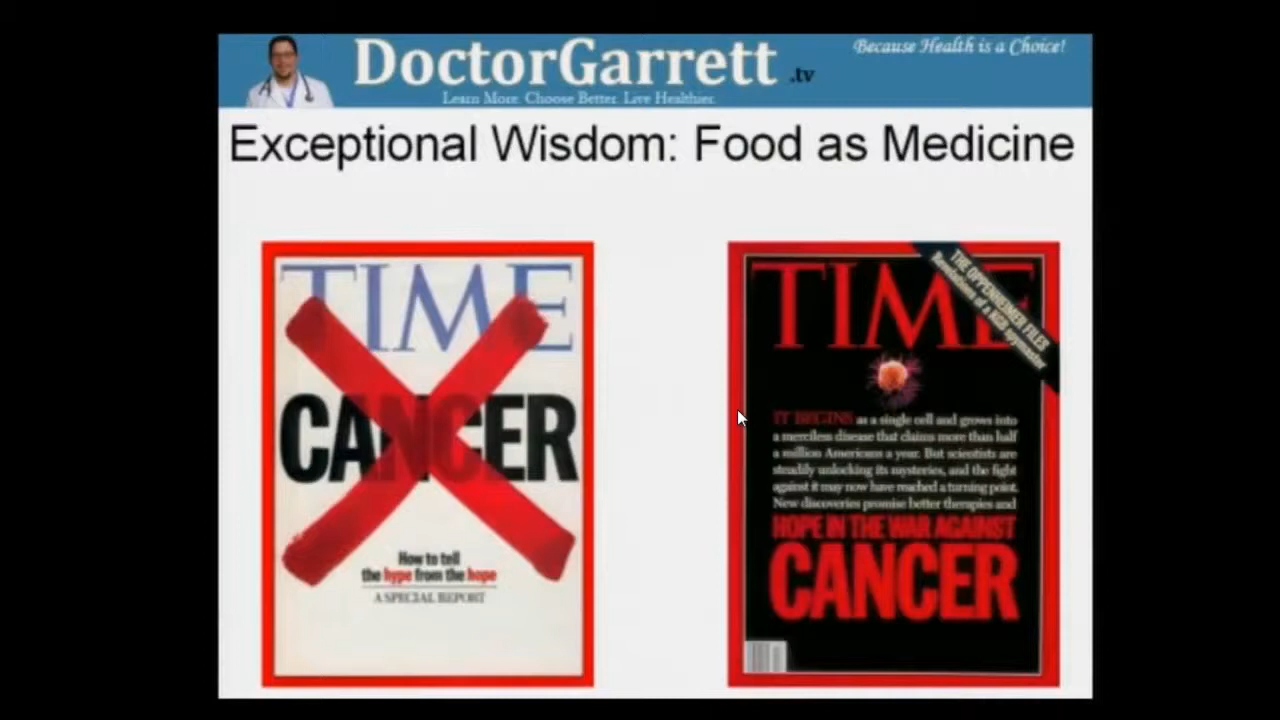 DoctorGarrett.tv
Because Health is a Choice!
Learn More. Choose Better. Live Healthier.
Exceptional Wisdom: Food as Medicine
TIME
CANCER
How to tell
the hype from the hope
A SPECIAL REPORT
TIME
THE OPPENHEIMER FILES
Revelations of a KGB spymaster
IT BEGINS as a single cell and grows into
a merciless disease that claims more than half
a million Americans a year. But scientists are
steadily unlocking its mysteries, and the fight
against it may now have reached a turning point.
New discoveries promise better therapies and
HOPE IN THE WAR AGAINST
CANCER